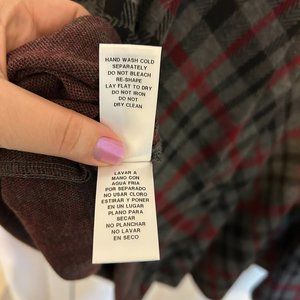 HAND WASH COLD
SEPARATELY
DO NOT BLEACH
RE-SHAPE
LAY FLAT TO DRY
DO NOT IRON
DO NOT
DRY CLEAN
LAVAR A
MANO CON
AGUA FRIA
POR SEPARADO
NO USAR CLORO
ESTIRAR Y PONER
EN UN LUGAR
PLANO PARA
SECAR
NO PLANCHAR
NO LAVAR
EN SECO